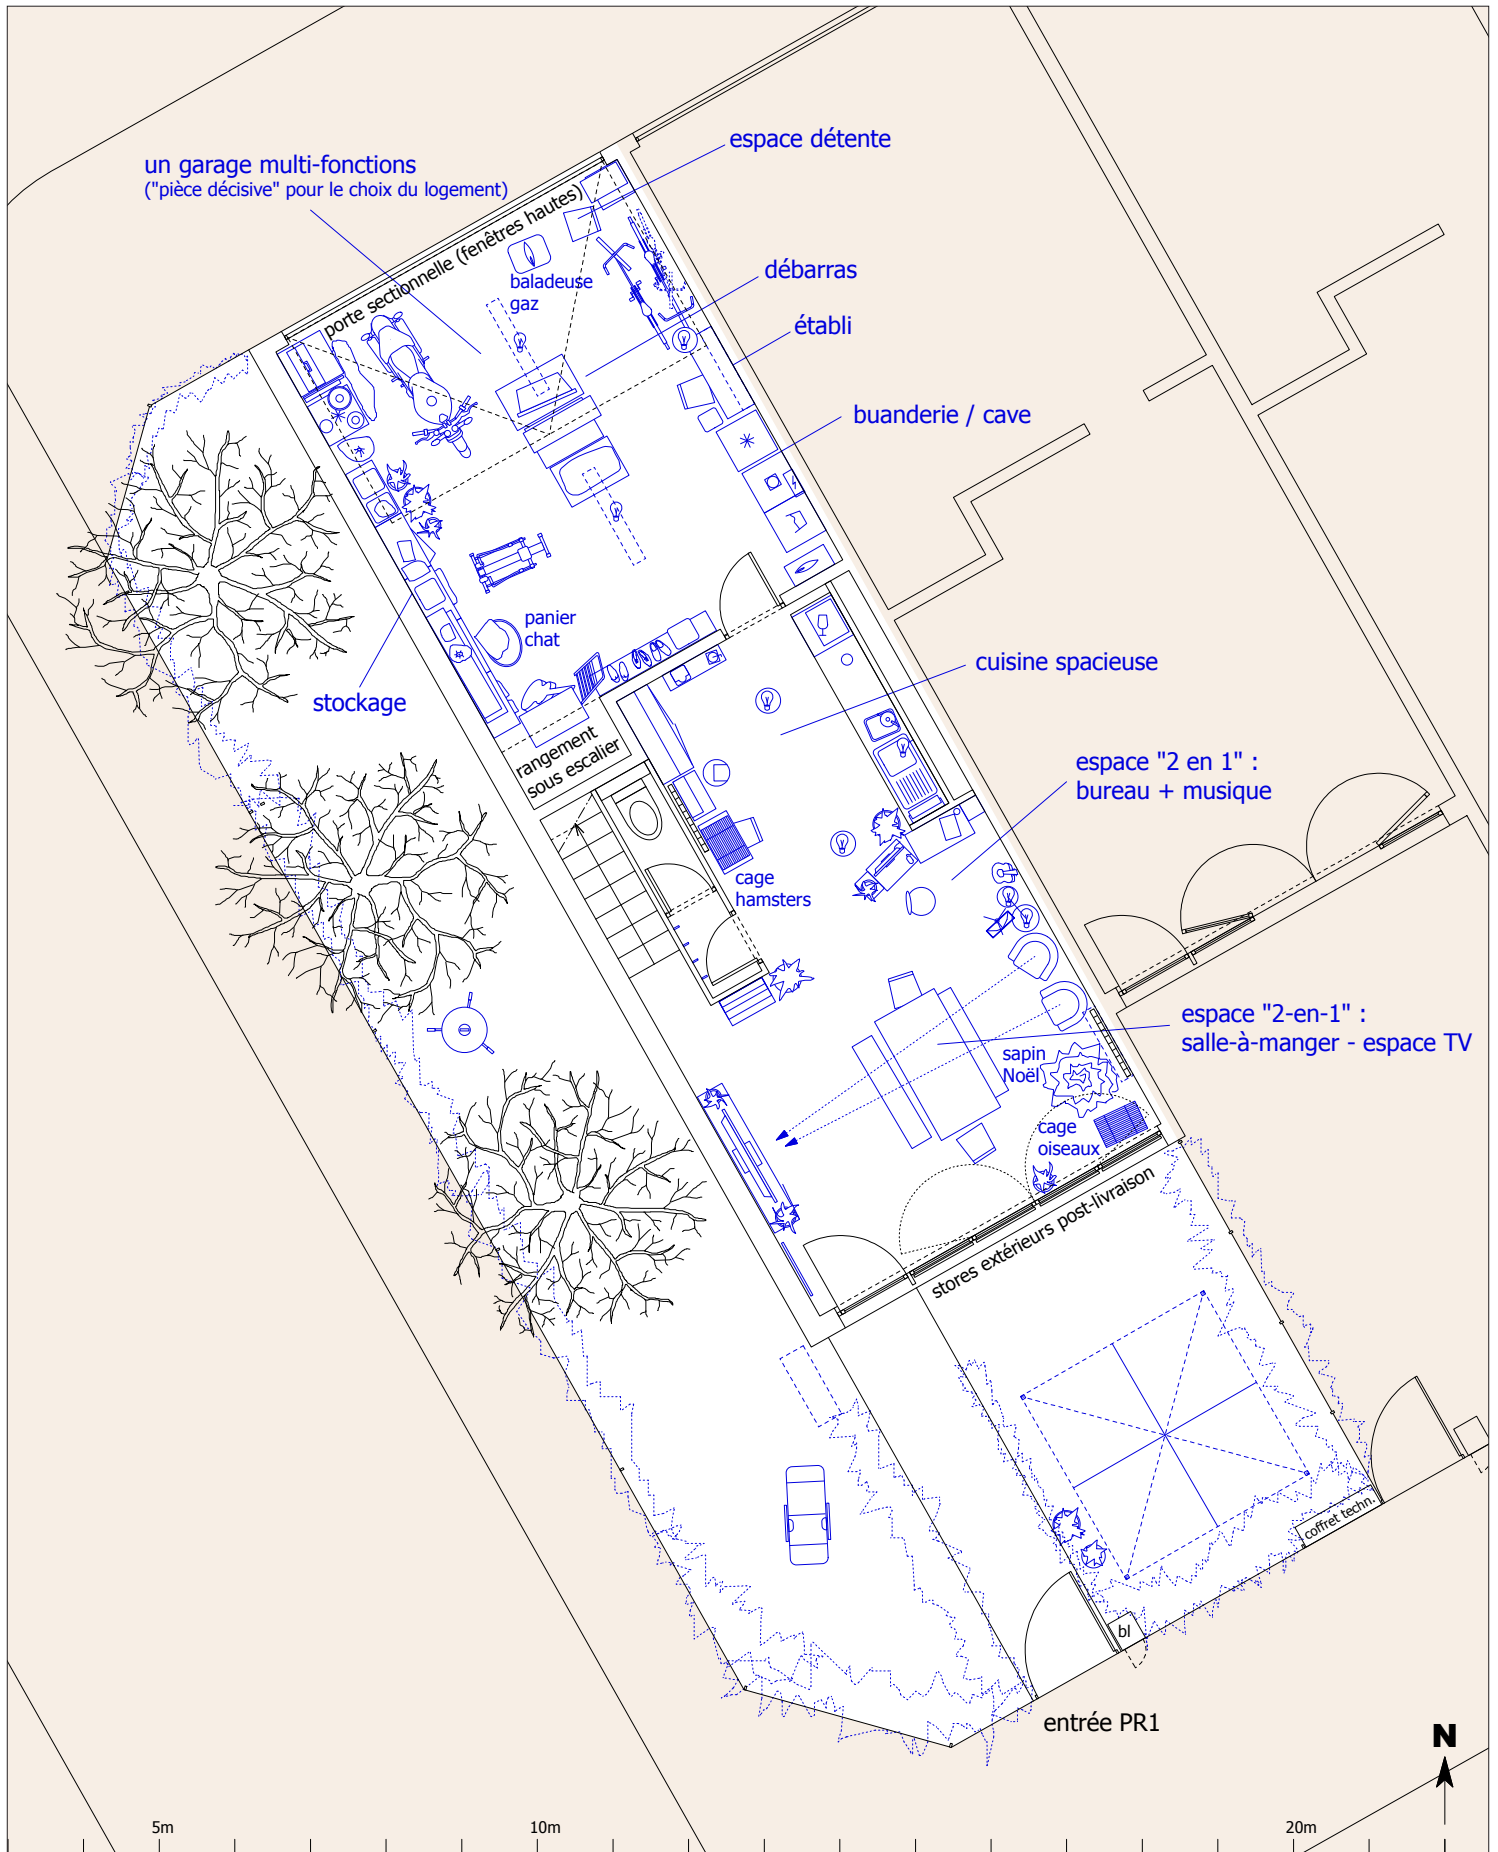 espace détente
un garage multi-fonctions
("pièce décisive" pour le choix du logement)
porte sectionnelle (fenêtres hautes)
baladeuse
gaz
débarras
établi
buanderie / cave
panier
chat
cuisine spacieuse
stockage
rangement
sous escalier
espace "2 en 1" :
bureau + musique
cage
hamsters
espace "2-en-1" :
salle-à-manger - espace TV
sapin
Noël
cage
oiseaux
stores extérieurs post-livraison
coffret techn.
bl
entrée PR1
N
5m
10m
20m